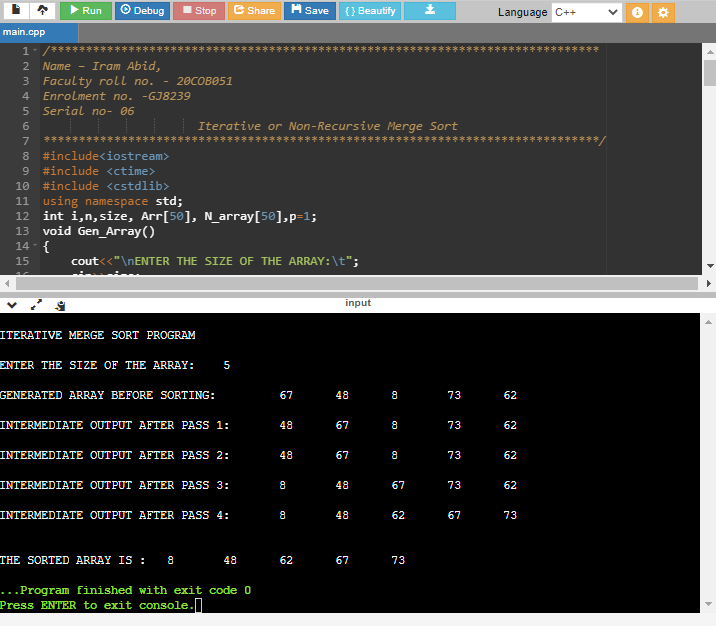 Run Debug Stop Share Save { } Beautify Language C++
main.cpp
1 /******************************************************************************
2 Name – Iram Abid,
3 Faculty roll no. - 20COB051
4 Enrolment no. -GJ8239
5 Serial no- 06
6 Iterative or Non-Recursive Merge Sort
7 *******************************************************************************/
8 #include<iostream>
9 #include <ctime>
10 #include <cstdlib>
11 using namespace std;
12 int i,n,size, Arr[50], N_array[50],p=1;
13 void Gen_Array()
14 {
15 cout<<"\nENTER THE SIZE OF THE ARRAY:\t";
16 cin>>size;
input
ITERATIVE MERGE SORT PROGRAM
ENTER THE SIZE OF THE ARRAY: 5
GENERATED ARRAY BEFORE SORTING: 67 48 8 73 62
INTERMEDIATE OUTPUT AFTER PASS 1: 48 67 8 73 62
INTERMEDIATE OUTPUT AFTER PASS 2: 48 67 8 73 62
INTERMEDIATE OUTPUT AFTER PASS 3: 8 48 67 73 62
INTERMEDIATE OUTPUT AFTER PASS 4: 8 48 62 67 73
THE SORTED ARRAY IS : 8 48 62 67 73
...Program finished with exit code 0
Press ENTER to exit console.